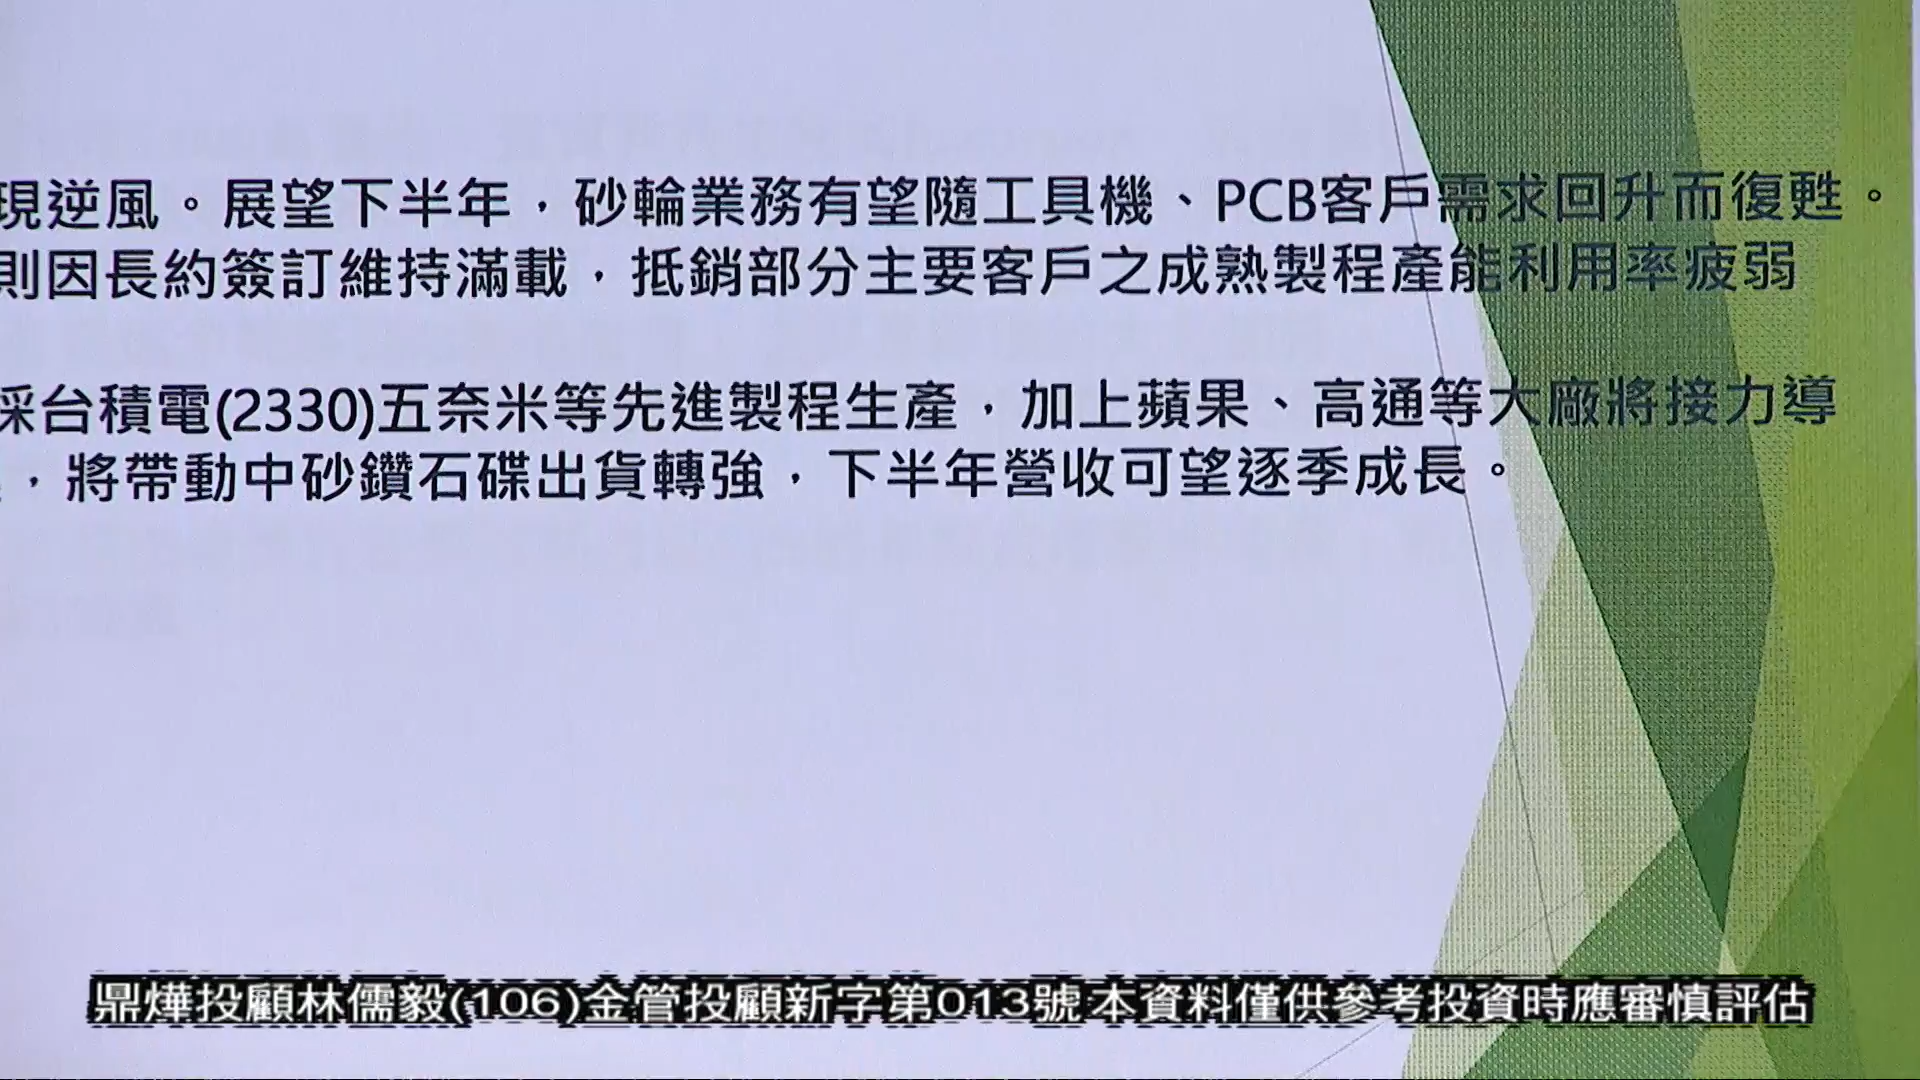 現逆風。展望下半年，砂輪業務有望隨工具機、PCB客戶需求回升而復甦。
則因長約簽訂維持滿載，抵銷部分主要客戶之成熟製程產能利用率疲弱
採台積電(2330)五奈米等先進製程生產，加上蘋果、高通等大廠將接力導
，將帶動中砂鑽石碟出貨轉強，下半年營收可望逐季成長。
鼎燁投顧林儒毅(106)金管投顧新字第013號本資料僅供參考投資時應審慎評估